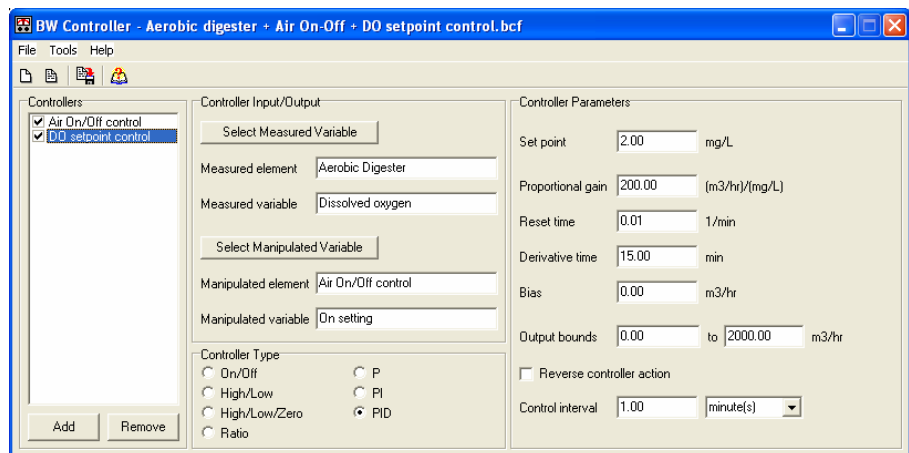 BW Controller - Aerobic digester + Air On-Off + DO setpoint control.bcf
File Tools Help
Controllers
Air On/Off control
DO setpoint control
Add Remove
Controller Input/Output
Select Measured Variable
Measured element Aerobic Digester
Measured variable Dissolved oxygen
Select Manipulated Variable
Manipulated element Air On/Off control
Manipulated variable On setting
Controller Type
On/Off P
High/Low PI
High/Low/Zero PID
Ratio
Controller Parameters
Set point 2.00 mg/L
Proportional gain 200.00 (m3/hr)/(mg/L)
Reset time 0.01 1/min
Derivative time 15.00 min
Bias 0.00 m3/hr
Output bounds 0.00 to 2000.00 m3/hr
Reverse controller action
Control interval 1.00 minute(s)